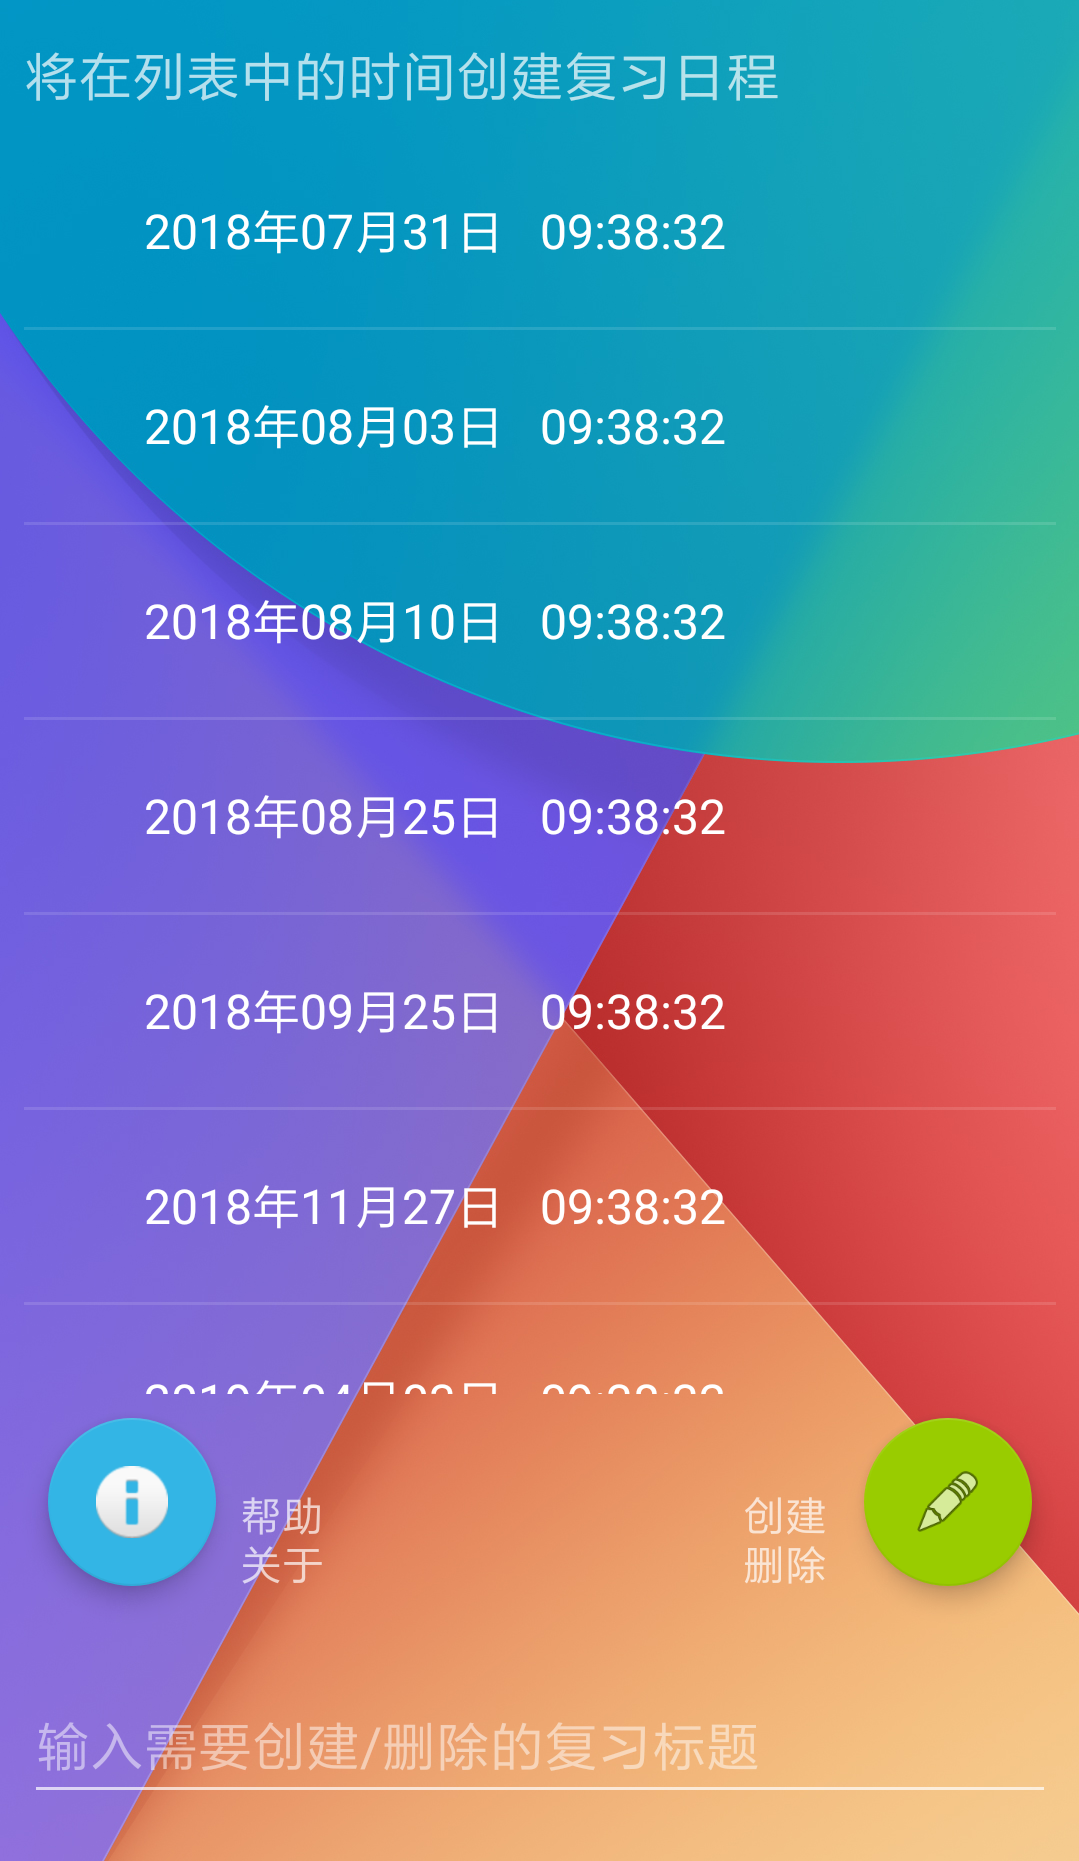 将在列表中的时间创建复习日程
2018年07月31日 09:38:32
2018年08月03日 09:38:32
2018年08月10日 09:38:32
2018年08月25日 09:38:32
2018年09月25日 09:38:32
2018年11月27日 09:38:32
帮助
关于
创建
删除
输入需要创建/删除的复习标题